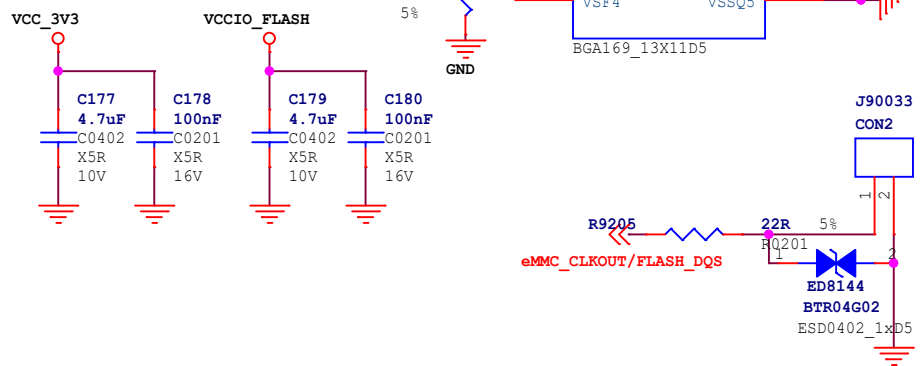 5%
VSF4
VSSQ5
VCC_3V3
VCCIO_FLASH
BGA169_13X11D5
GND
C177
4.7uF
C0402
X5R
10V
C178
100nF
C0201
X5R
16V
C179
4.7uF
C0402
X5R
10V
C180
100nF
C0201
X5R
16V
J90033
CON2
1
2
R9205
22R
5%
R0201
eMMC_CLKOUT/FLASH_DQS
1
2
ED8144
BTR04G02
ESD0402_1xD5